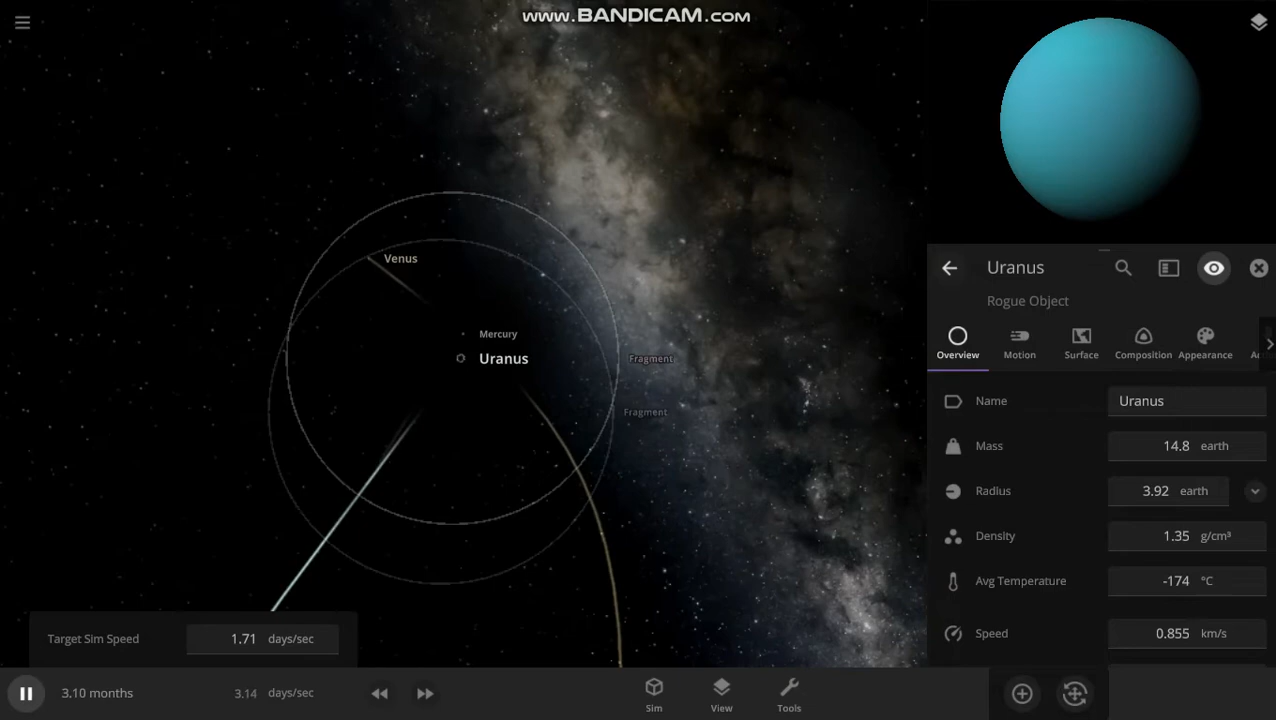 www.BANDICAM.com
Venus
Mercury
Uranus
Fragment
Fragment
Target Sim Speed 1.71 days/sec
3.10 months 3.14 days/sec
Sim View Tools
Uranus
Rogue Object
Overview Motion Surface Composition Appearance
Name Uranus
Mass 14.8 earth
Radius 3.92 earth
Density 1.35 g/cm³
Avg Temperature -174 °C
Speed 0.855 km/s